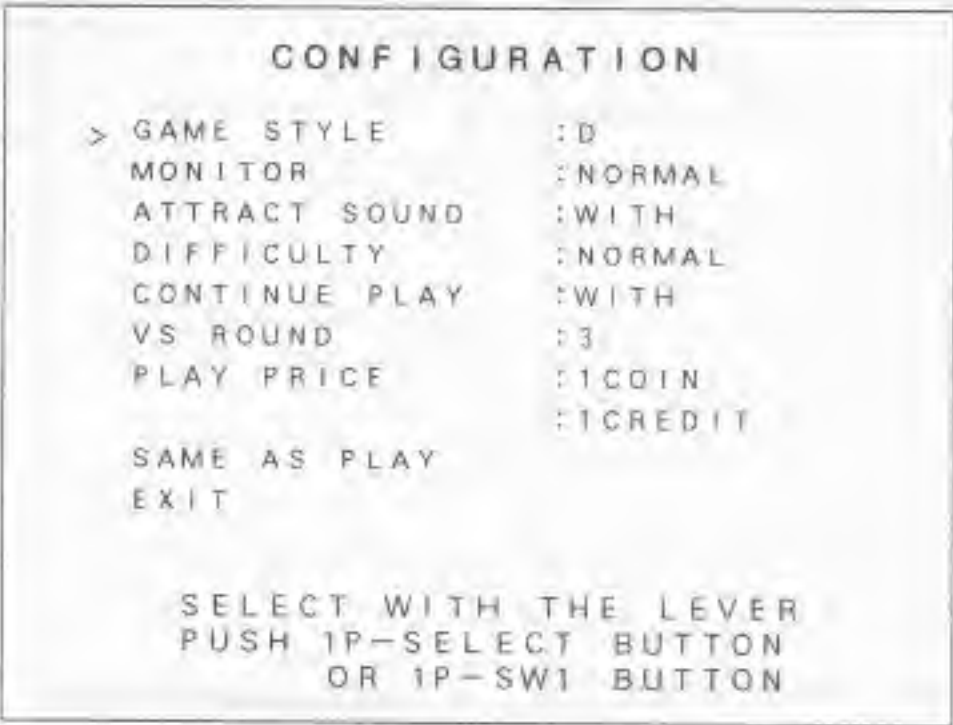 CONFIGURATION
> GAME STYLE :D
MONITOR :NORMAL
ATTRACT SOUND :WITH
DIFFICULTY :NORMAL
CONTINUE PLAY :WITH
VS ROUND :3
PLAY PRICE :1COIN
:1CREDIT
SAME AS PLAY
EXIT
SELECT WITH THE LEVER
PUSH 1P-SELECT BUTTON
OR 1P-SW1 BUTTON